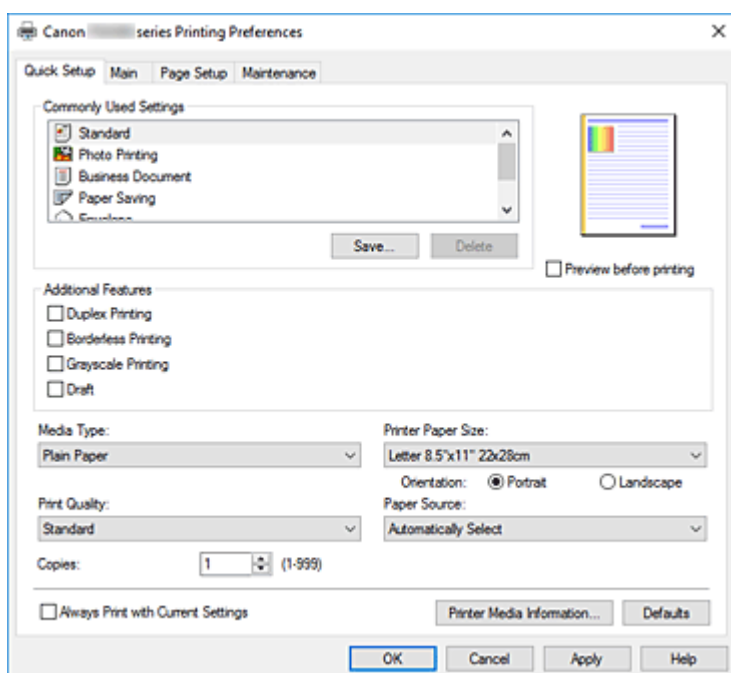 Canon series Printing Preferences
Quick Setup Main Page Setup Maintenance
Commonly Used Settings
Standard
Photo Printing
Business Document
Paper Saving
Envelope
Save... Delete
Preview before printing
Additional Features
Duplex Printing
Borderless Printing
Grayscale Printing
Draft
Media Type: Printer Paper Size:
Plain Paper Letter 8.5"x11" 22x28cm
Orientation: Portrait Landscape
Print Quality: Paper Source:
Standard Automatically Select
Copies: 1 (1-999)
Always Print with Current Settings Printer Media Information... Defaults
OK Cancel Apply Help